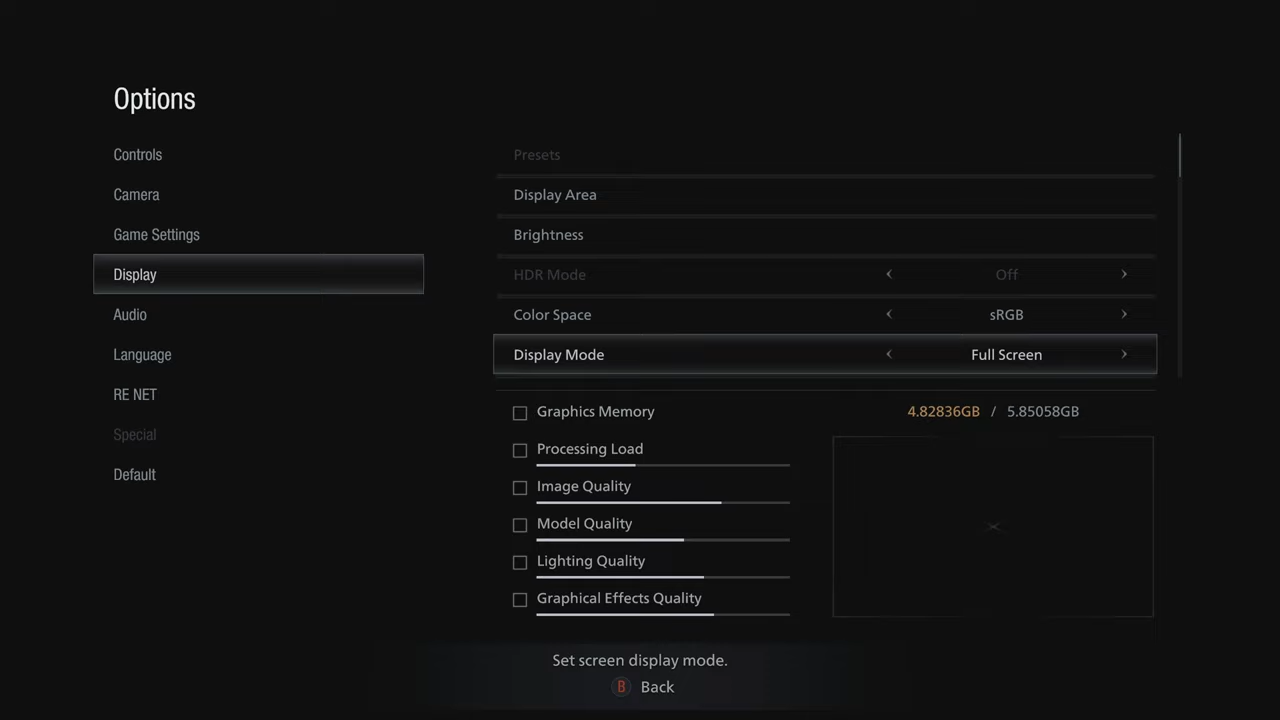 Options
Controls
Camera
Game Settings
Display
Audio
Language
RE NET
Special
Default
Presets
Display Area
Brightness
HDR Mode Off
Color Space sRGB
Display Mode Full Screen
Graphics Memory 4.82836GB / 5.85058GB
Processing Load
Image Quality
Model Quality
Lighting Quality
Graphical Effects Quality
Set screen display mode.
B Back